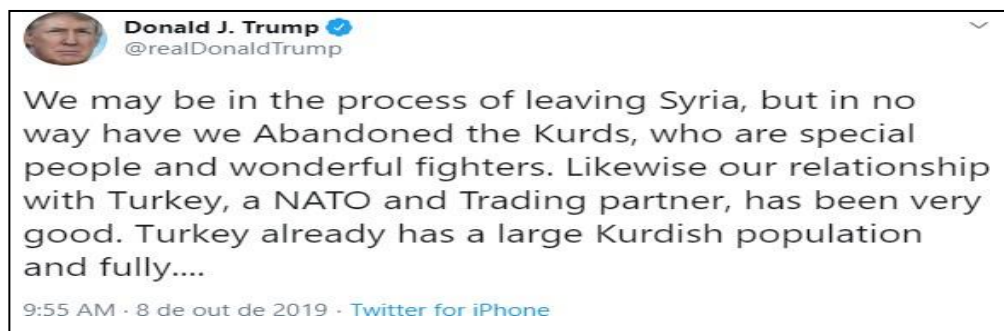 Donald J. Trump
@realDonaldTrump
We may be in the process of leaving Syria, but in no
way have we Abandoned the Kurds, who are special
people and wonderful fighters. Likewise our relationship
with Turkey, a NATO and Trading partner, has been very
good. Turkey already has a large Kurdish population
and fully....
9:55 AM · 8 de out de 2019 · Twitter for iPhone